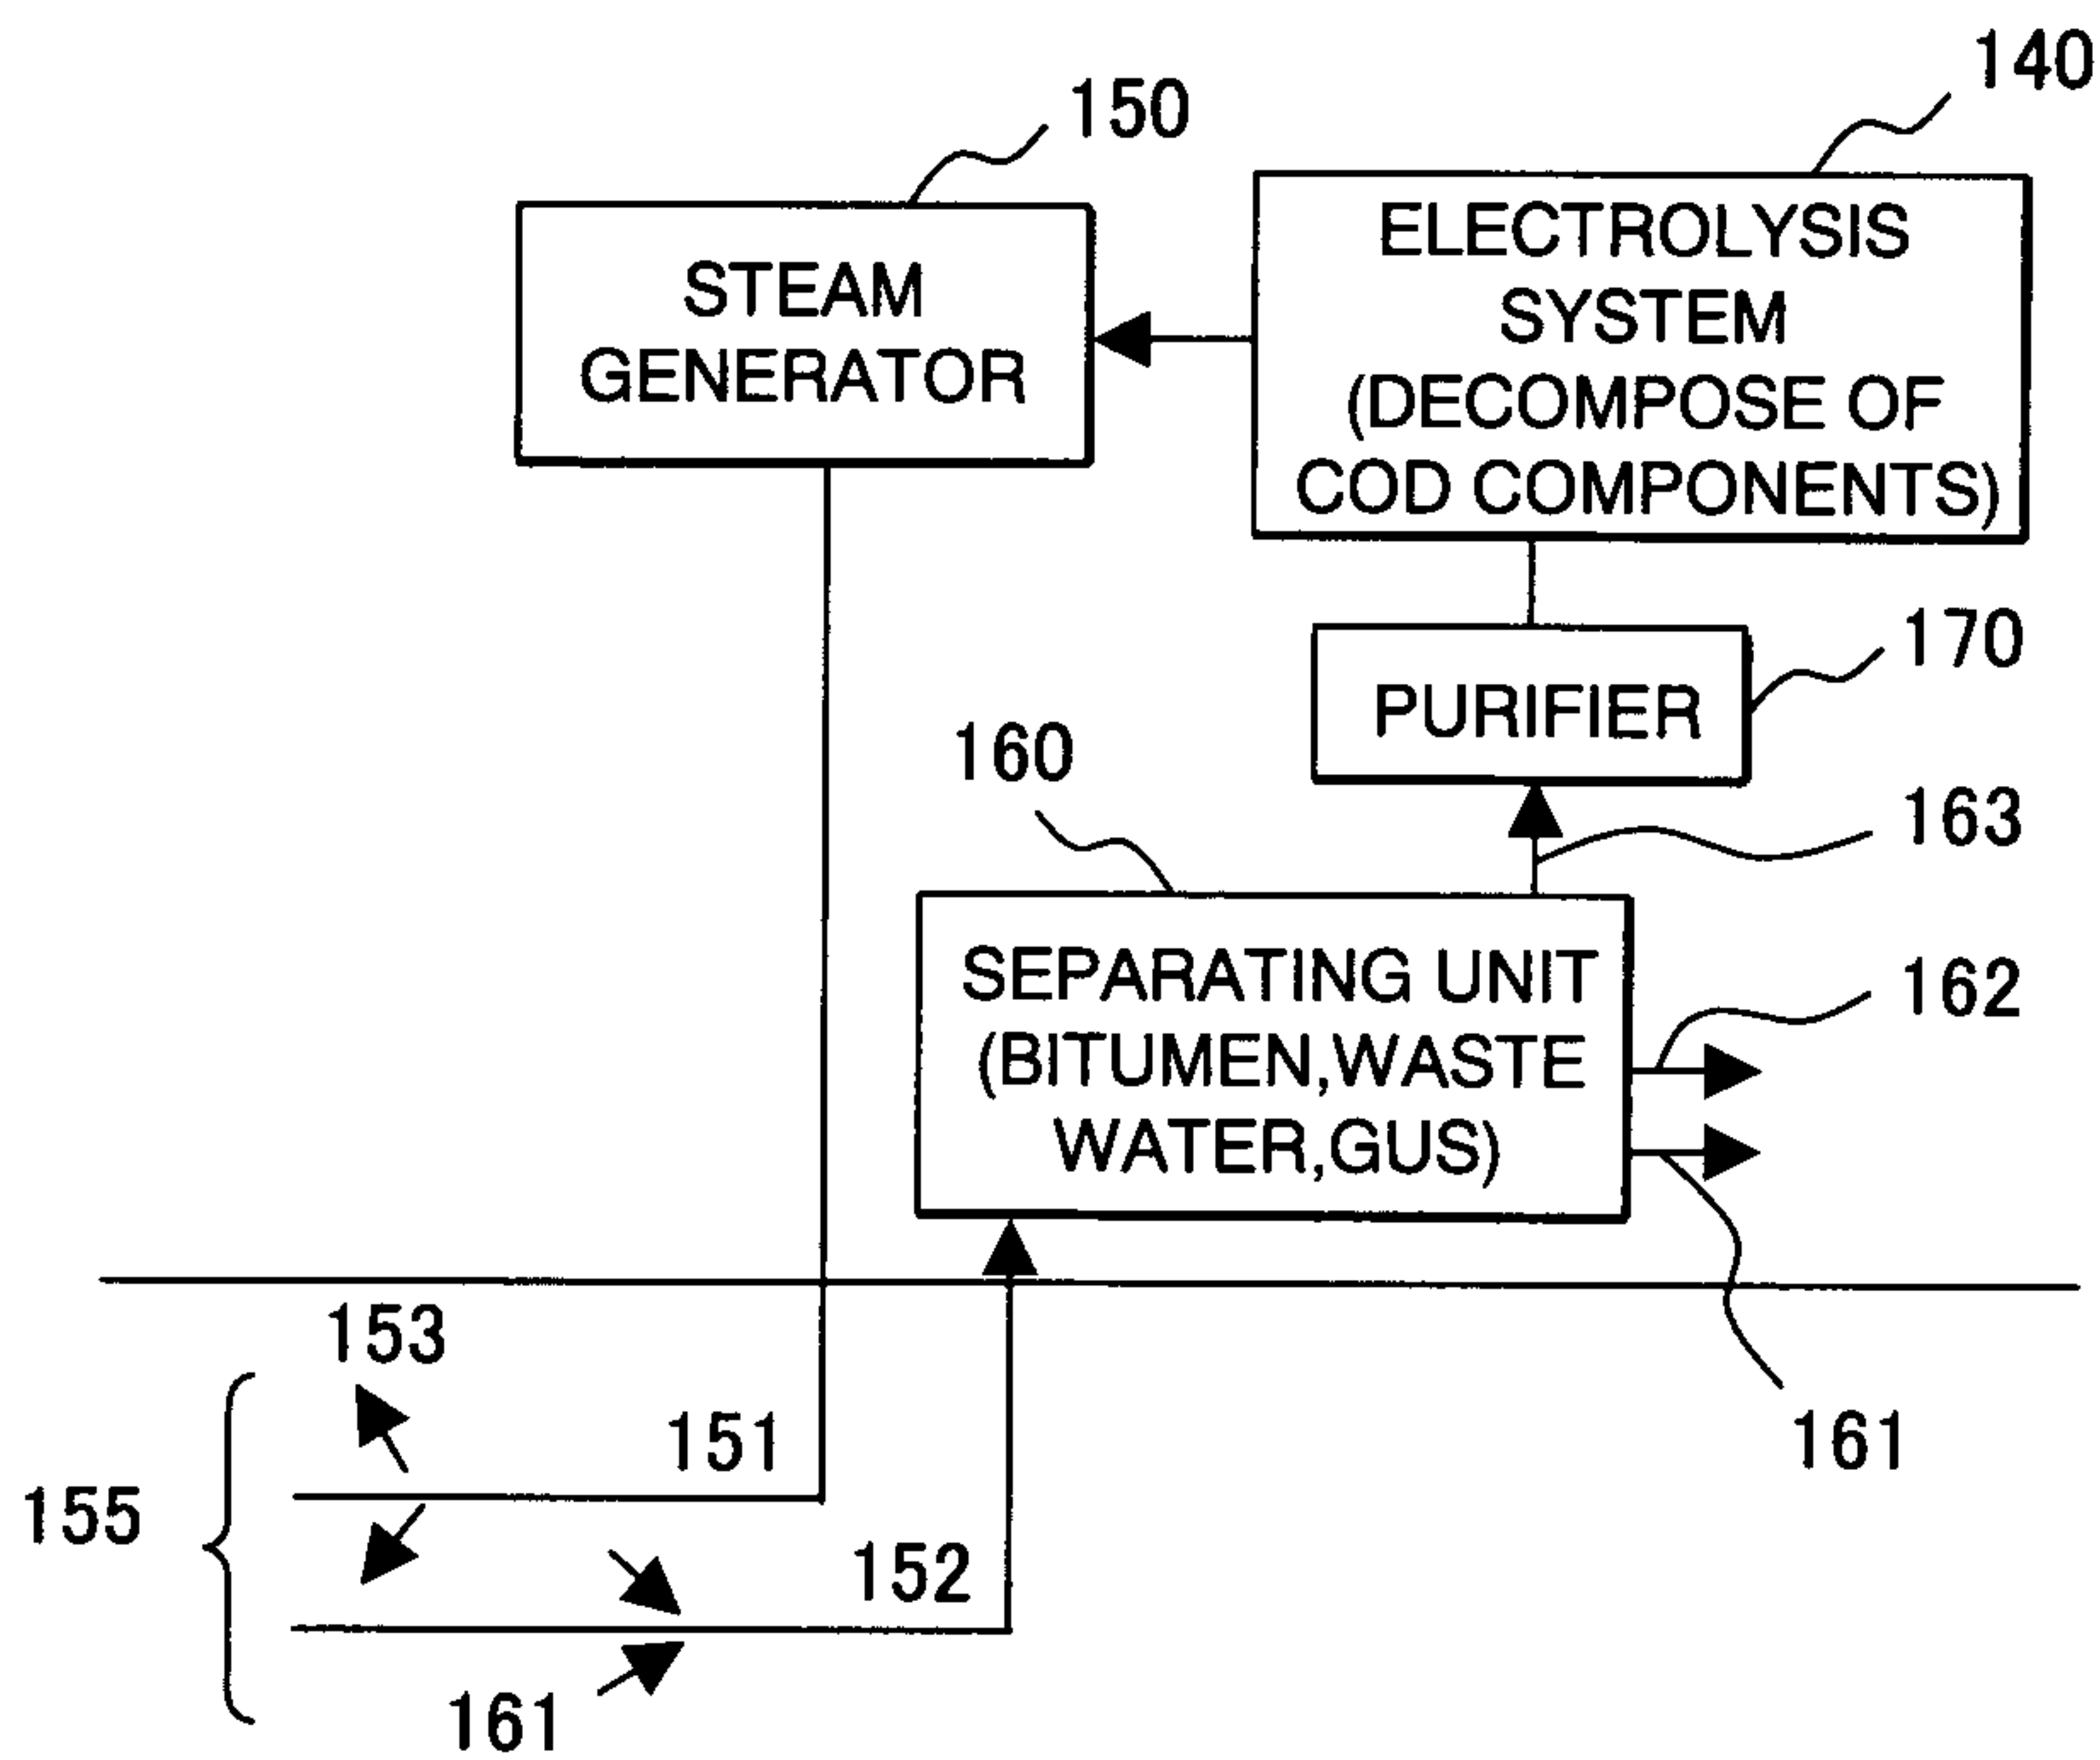 140
150
ELECTROLYSIS
SYSTEM
(DECOMPOSE OF
COD COMPONENTS)
STEAM
GENERATOR
170
PURIFIER
160
163
SEPARATING UNIT
(BITUMEN,WASTE
WATER,GUS)
162
161
153
151
155
152
161